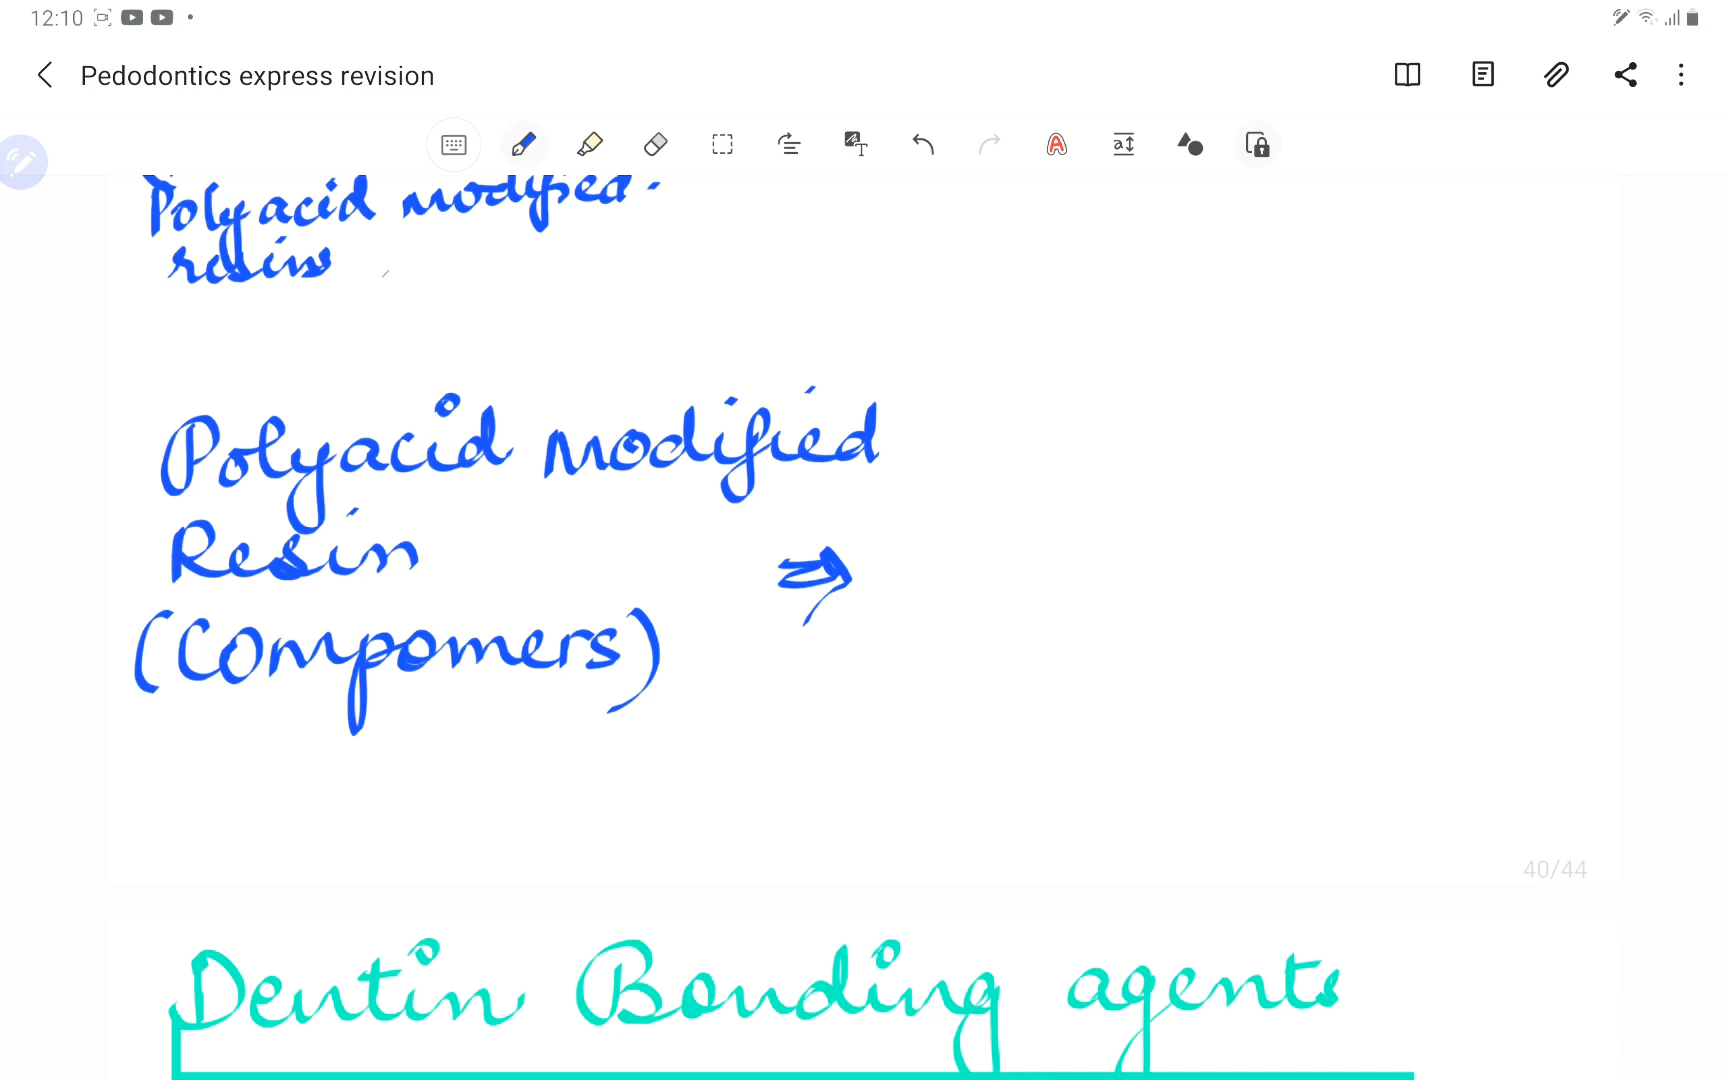 12:10
Pedodontics express revision
Polyacid modified.
resins
Polyacid modified
Resin
(Compomers)
⇒
40/44
Dentin Bonding agents